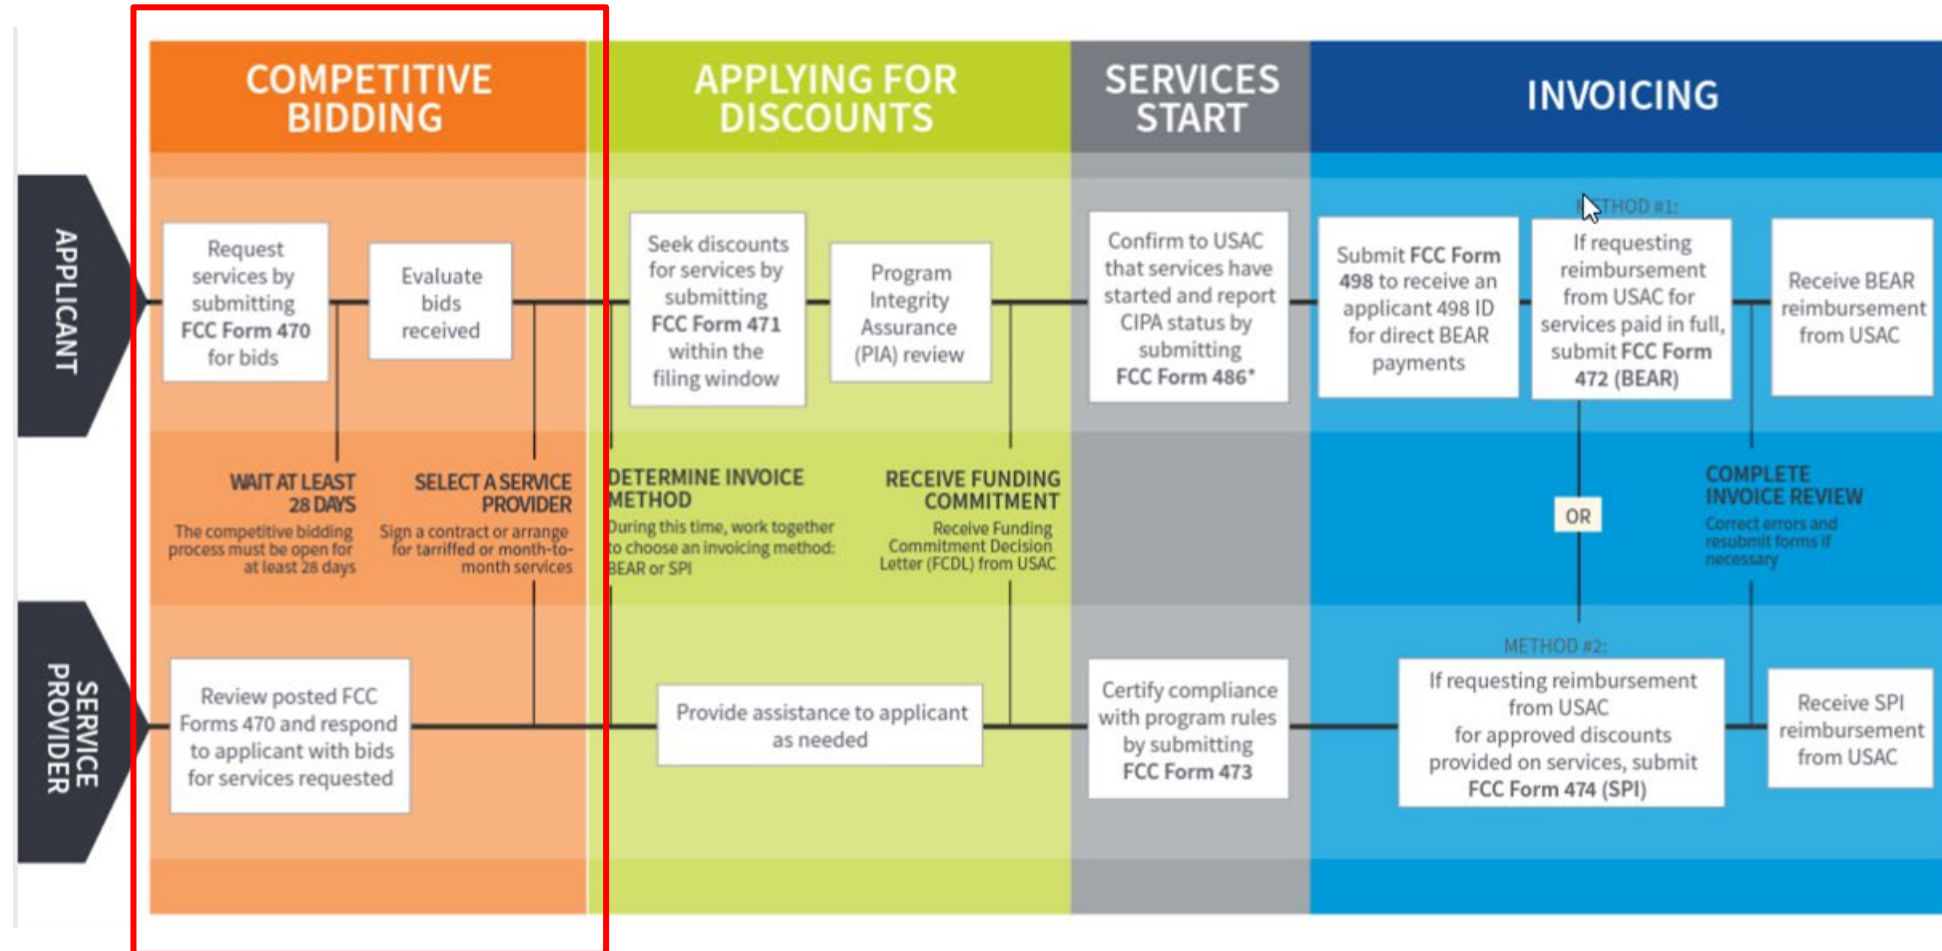 COMPETITIVE
BIDDING
APPLYING FOR
DISCOUNTS
SERVICES
START
INVOICING
APPLICANT
Request
services by
submitting
FCC Form 470
for bids
Evaluate
bids
received
Seek discounts
for services by
submitting
FCC Form 471
within the
filing window
Program
Integrity
Assurance
(PIA) review
Confirm to USAC
that services have
started and report
CIPA status by
submitting
FCC Form 486*
Submit FCC Form
498 to receive an
applicant 498 ID
for direct BEAR
payments
METHOD #1:
If requesting
reimbursement
from USAC for
services paid in full,
submit FCC Form
472 (BEAR)
Receive BEAR
reimbursement
from USAC
WAIT AT LEAST
28 DAYS
The competitive bidding
process must be open for
at least 28 days
SELECT A SERVICE
PROVIDER
Sign a contract or arrange
for tarriffed or month-to-
month services
DETERMINE INVOICE
METHOD
During this time, work together
to choose an invoicing method:
BEAR or SPI
RECEIVE FUNDING
COMMITMENT
Receive Funding
Commitment Decision
Letter (FCDL) from USAC
OR
COMPLETE
INVOICE REVIEW
Correct errors and
resubmit forms if
necessary
SERVICE
PROVIDER
Review posted FCC
Forms 470 and respond
to applicant with bids
for services requested
Provide assistance to applicant
as needed
Certify compliance
with program rules
by submitting
FCC Form 473
METHOD #2:
If requesting reimbursement
from USAC
for approved discounts
provided on services, submit
FCC Form 474 (SPI)
Receive SPI
reimbursement
from USAC